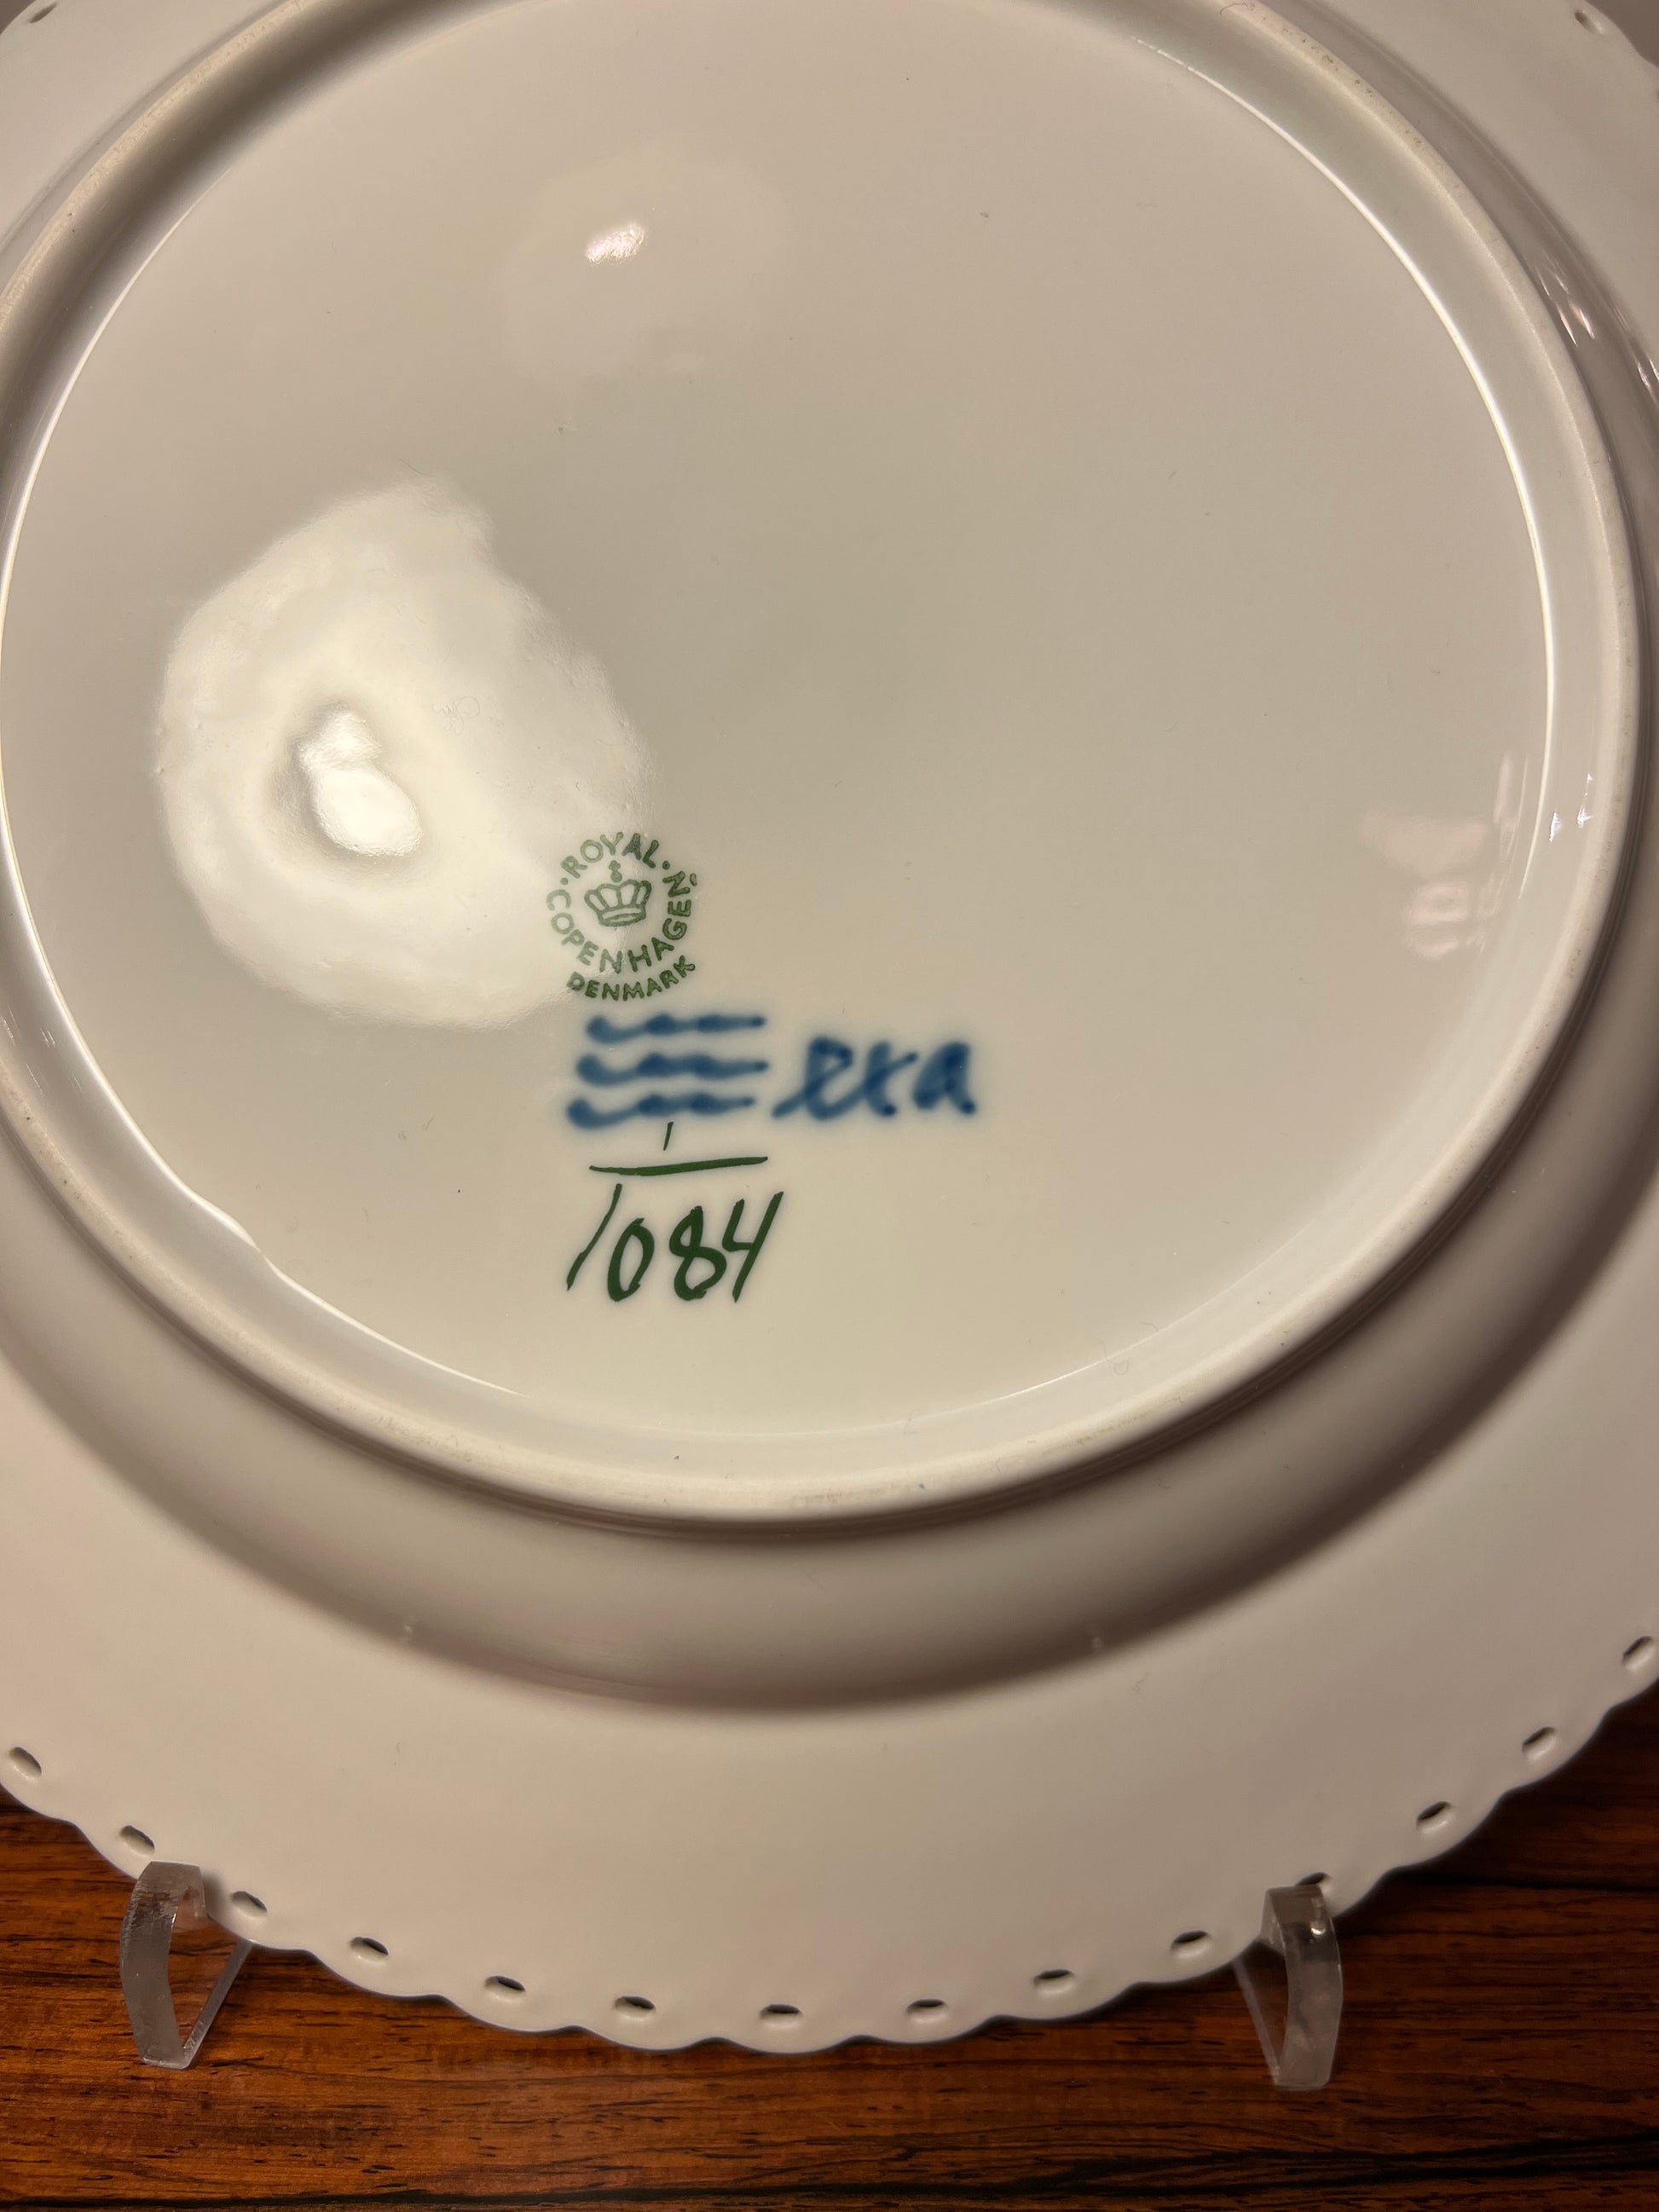 ROYAL
COPENHAGEN
DENMARK
1
1084